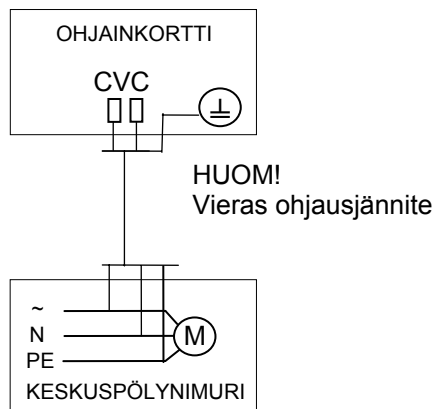 OHJAINKORTTI
CVC
HUOM!
Vieras ohjausjännite
~
N
M
PE
KESKUSPÖLYNIMURI